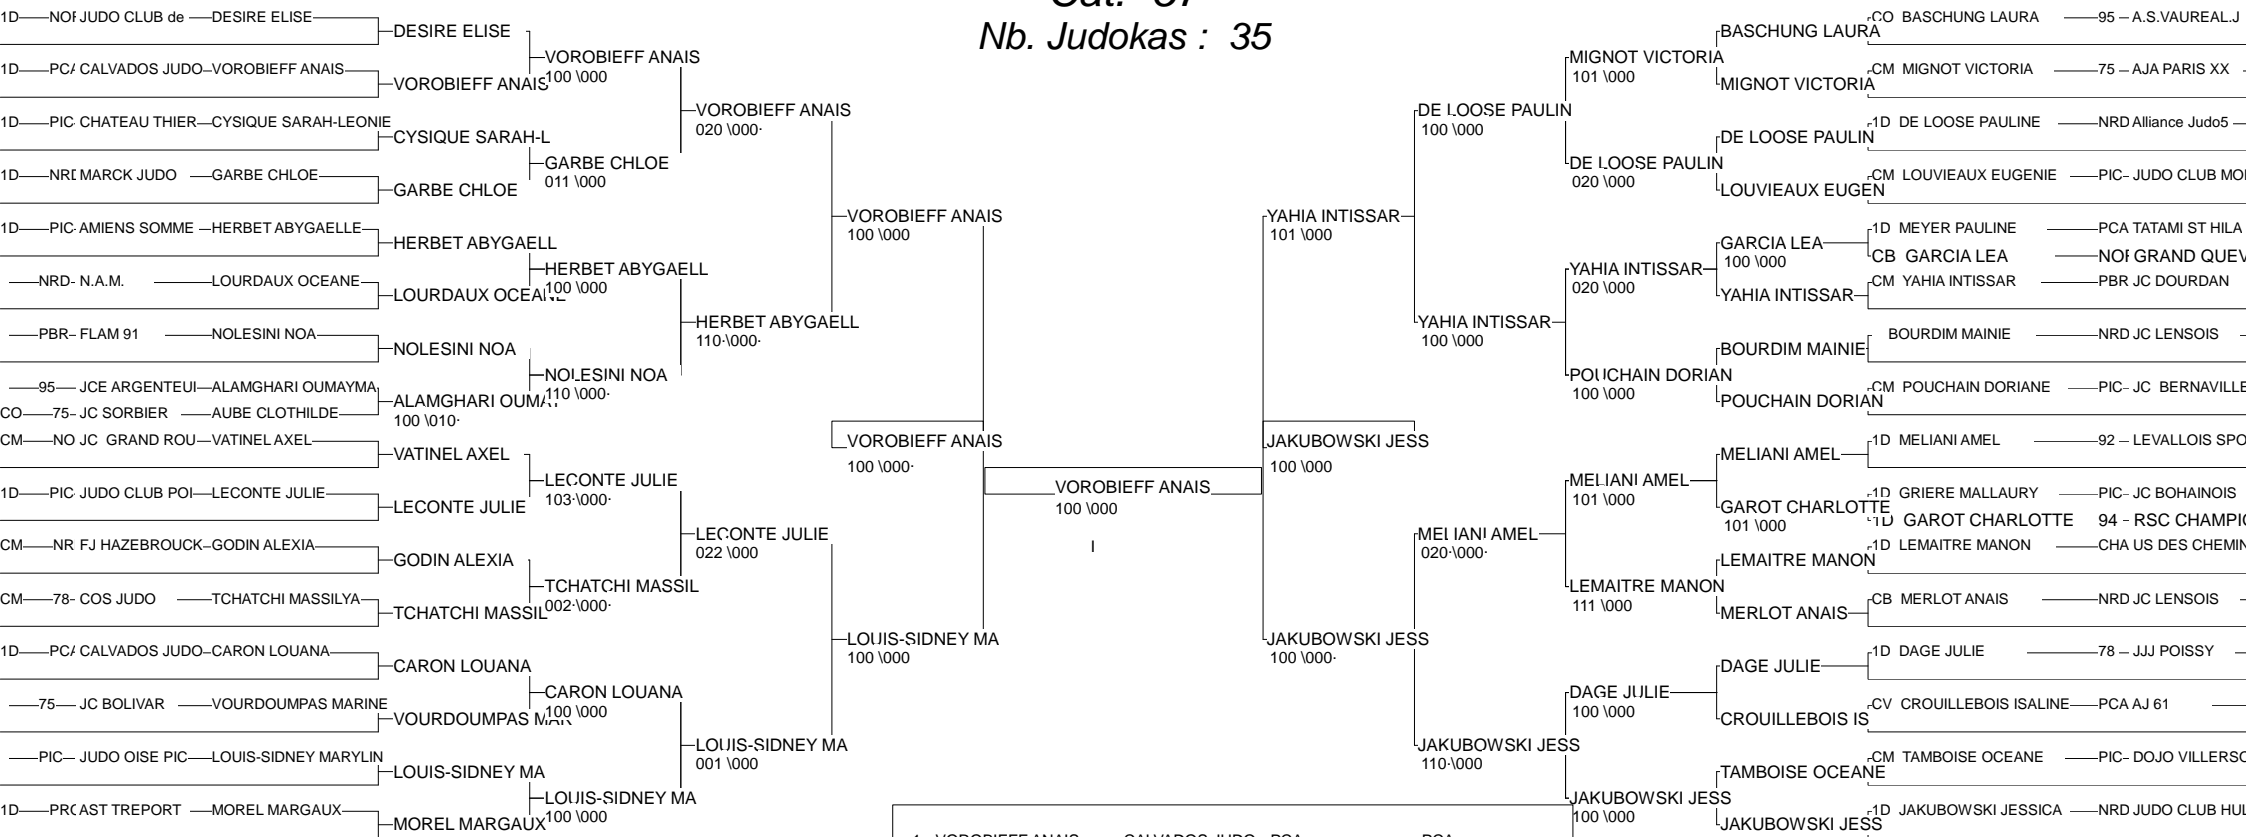 Nb. Judokas : 35
1D NOF JUDO CLUB de DESIRE ELISE
1D PCA CALVADOS JUDO VOROBIEFF ANAIS
1D PIC CHATEAU THIER CYSIQUE SARAH-LEONIE
1D NRD MARCK JUDO GARBE CHLOE
1D PIC AMIENS SOMME HERBET ABYGAELLE
NRD N.A.M. LOURDAUX OCEANE
PBR FLAM 91 NOLESINI NOA
95 JCE ARGENTEUI ALAMGHARI OUMAYMA
CO 75 JC SORBIER AUBE CLOTHILDE
CM NO JC GRAND ROU VATINEL AXEL
1D PIC JUDO CLUB POI LECONTE JULIE
CM NR FJ HAZEBROUCK GODIN ALEXIA
CM 78 COS JUDO TCHATCHI MASSILYA
1D PCA CALVADOS JUDO CARON LOUANA
75 JC BOLIVAR VOURDOUMPAS MARINE
PIC JUDO OISE PIC LOUIS-SIDNEY MARYLIN
1D PRO AST TREPORT MOREL MARGAUX
DESIRE ELISE
VOROBIEFF ANAIS
CYSIQUE SARAH-L
GARBE CHLOE
HERBET ABYGAELL
LOURDAUX OCEANE
NOLESINI NOA
ALAMGHARI OUMAY
100 \010
VATINEL AXEL
LECONTE JULIE
GODIN ALEXIA
TCHATCHI MASSIL
CARON LOUANA
VOURDOUMPAS MAR
LOUIS-SIDNEY MA
MOREL MARGAUX
VOROBIEFF ANAIS
100 \000
GARBE CHLOE
011 \000
HERBET ABYGAELL
100 \000
NOLESINI NOA
110 \000
LECONTE JULIE
103 \000
TCHATCHI MASSIL
002 \000
CARON LOUANA
100 \000
LOUIS-SIDNEY MA
100 \000
VOROBIEFF ANAIS
020 \000
HERBET ABYGAELL
110 \000
LECONTE JULIE
022 \000
LOUIS-SIDNEY MA
001 \000
VOROBIEFF ANAIS
100 \000
VOROBIEFF ANAIS
100 \000
LOUIS-SIDNEY MA
100 \000
VOROBIEFF ANAIS
100 \000
I
YAHIA INTISSAR
101 \000
JAKUBOWSKI JESS
100 \000
JAKUBOWSKI JESS
100 \000
DE LOOSE PAULIN
100 \000
YAHIA INTISSAR
100 \000
MELIANI AMEL
020 \000
JAKUBOWSKI JESS
110 \000
MIGNOT VICTORIA
101 \000
DE LOOSE PAULIN
020 \000
YAHIA INTISSAR
020 \000
POUCHAIN DORIAN
100 \000
MELIANI AMEL
101 \000
LEMAITRE MANON
111 \000
DAGE JULIE
100 \000
JAKUBOWSKI JESS
100 \000
BASCHUNG LAURA
MIGNOT VICTORIA
DE LOOSE PAULIN
LOUVIEAUX EUGEN
GARCIA LEA
100 \000
YAHIA INTISSAR
BOURDIM MAINIE
POUCHAIN DORIAN
MELIANI AMEL
GAROT CHARLOTTE
101 \000
LEMAITRE MANON
MERLOT ANAIS
DAGE JULIE
CROUILLEBOIS IS
TAMBOISE OCEANE
JAKUBOWSKI JESS
CO BASCHUNG LAURA 95 A.S.VAUREAL.J
CM MIGNOT VICTORIA 75 AJA PARIS XX
1D DE LOOSE PAULINE NRD Alliance Judo5
CM LOUVIEAUX EUGENIE PIC JUDO CLUB MO
1D MEYER PAULINE PCA TATAMI ST HILA
CB GARCIA LEA NOF GRAND QUEV
CM YAHIA INTISSAR PBR JC DOURDAN
BOURDIM MAINIE NRD JC LENSOIS
CM POUCHAIN DORIANE PIC JC BERNAVILLE
1D MELIANI AMEL 92 LEVALLOIS SPO
1D GRIERE MALLAURY PIC JC BOHAINOIS
1D GAROT CHARLOTTE 94 RSC CHAMPIG
1D LEMAITRE MANON CHA US DES CHEMIN
CB MERLOT ANAIS NRD JC LENSOIS
1D DAGE JULIE 78 JJJ POISSY
CV CROUILLEBOIS ISALINE PCA AJ 61
CM TAMBOISE OCEANE PIC DOJO VILLERSO
1D JAKUBOWSKI JESSICA NRD JUDO CLUB HUL